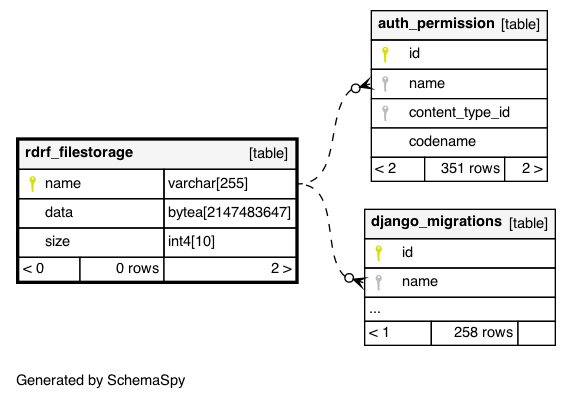 auth_permission [table]
id
name
content_type_id
codename
< 2 351 rows 2 >
rdrf_filestorage [table]
name varchar[255]
data bytea[2147483647]
size int4[10]
< 0 0 rows 2 >
django_migrations [table]
id
name
...
< 1 258 rows
Generated by SchemaSpy